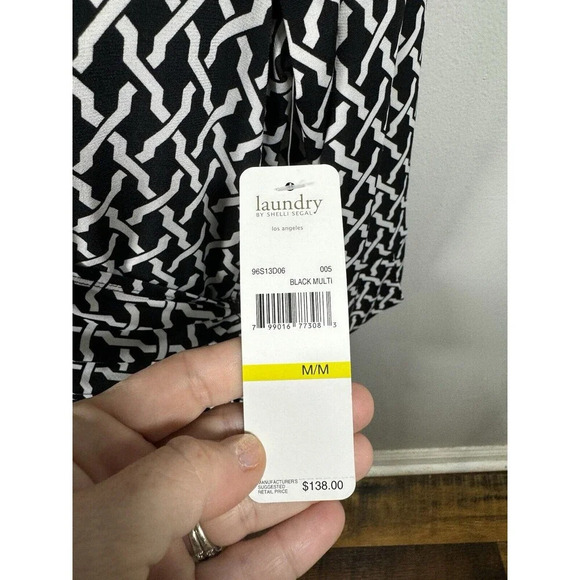 laundry
BY SHELLI SEGAL
los angeles
96S13D06 005
BLACK MULTI
7 99016 77308 3
M/M
MANUFACTURER'S
SUGGESTED
RETAIL PRICE
$138.00